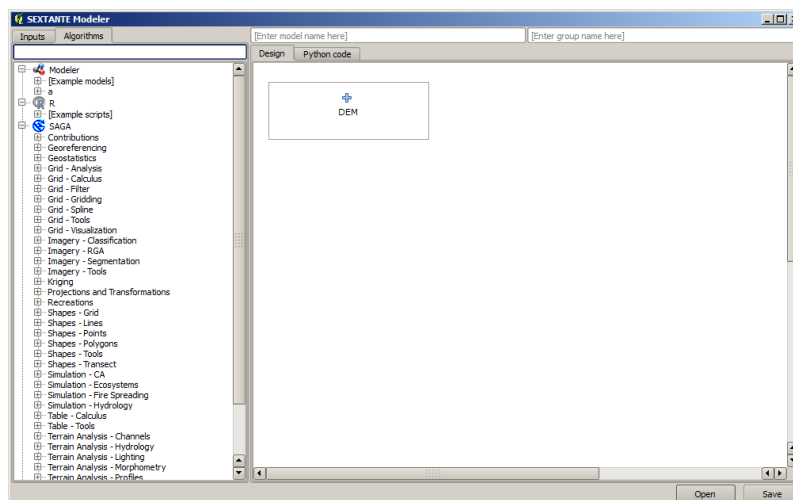 SEXTANTE Modeler
Inputs Algorithms
[Enter model name here] [Enter group name here]
Design Python code
Modeler
[Example models]
a
R
[Example scripts]
SAGA
Contributions
Georeferencing
Geostatistics
Grid - Analysis
Grid - Calculus
Grid - Filter
Grid - Gridding
Grid - Spline
Grid - Tools
Grid - Visualization
Imagery - Classification
Imagery - RGA
Imagery - Segmentation
Imagery - Tools
Kriging
Projections and Transformations
Recreations
Shapes - Grid
Shapes - Lines
Shapes - Points
Shapes - Polygons
Shapes - Tools
Shapes - Transect
Simulation - CA
Simulation - Ecosystems
Simulation - Fire Spreading
Simulation - Hydrology
Table - Calculus
Table - Tools
Terrain Analysis - Channels
Terrain Analysis - Hydrology
Terrain Analysis - Lighting
Terrain Analysis - Morphometry
Terrain Analysis - Profiles
DEM
Open Save